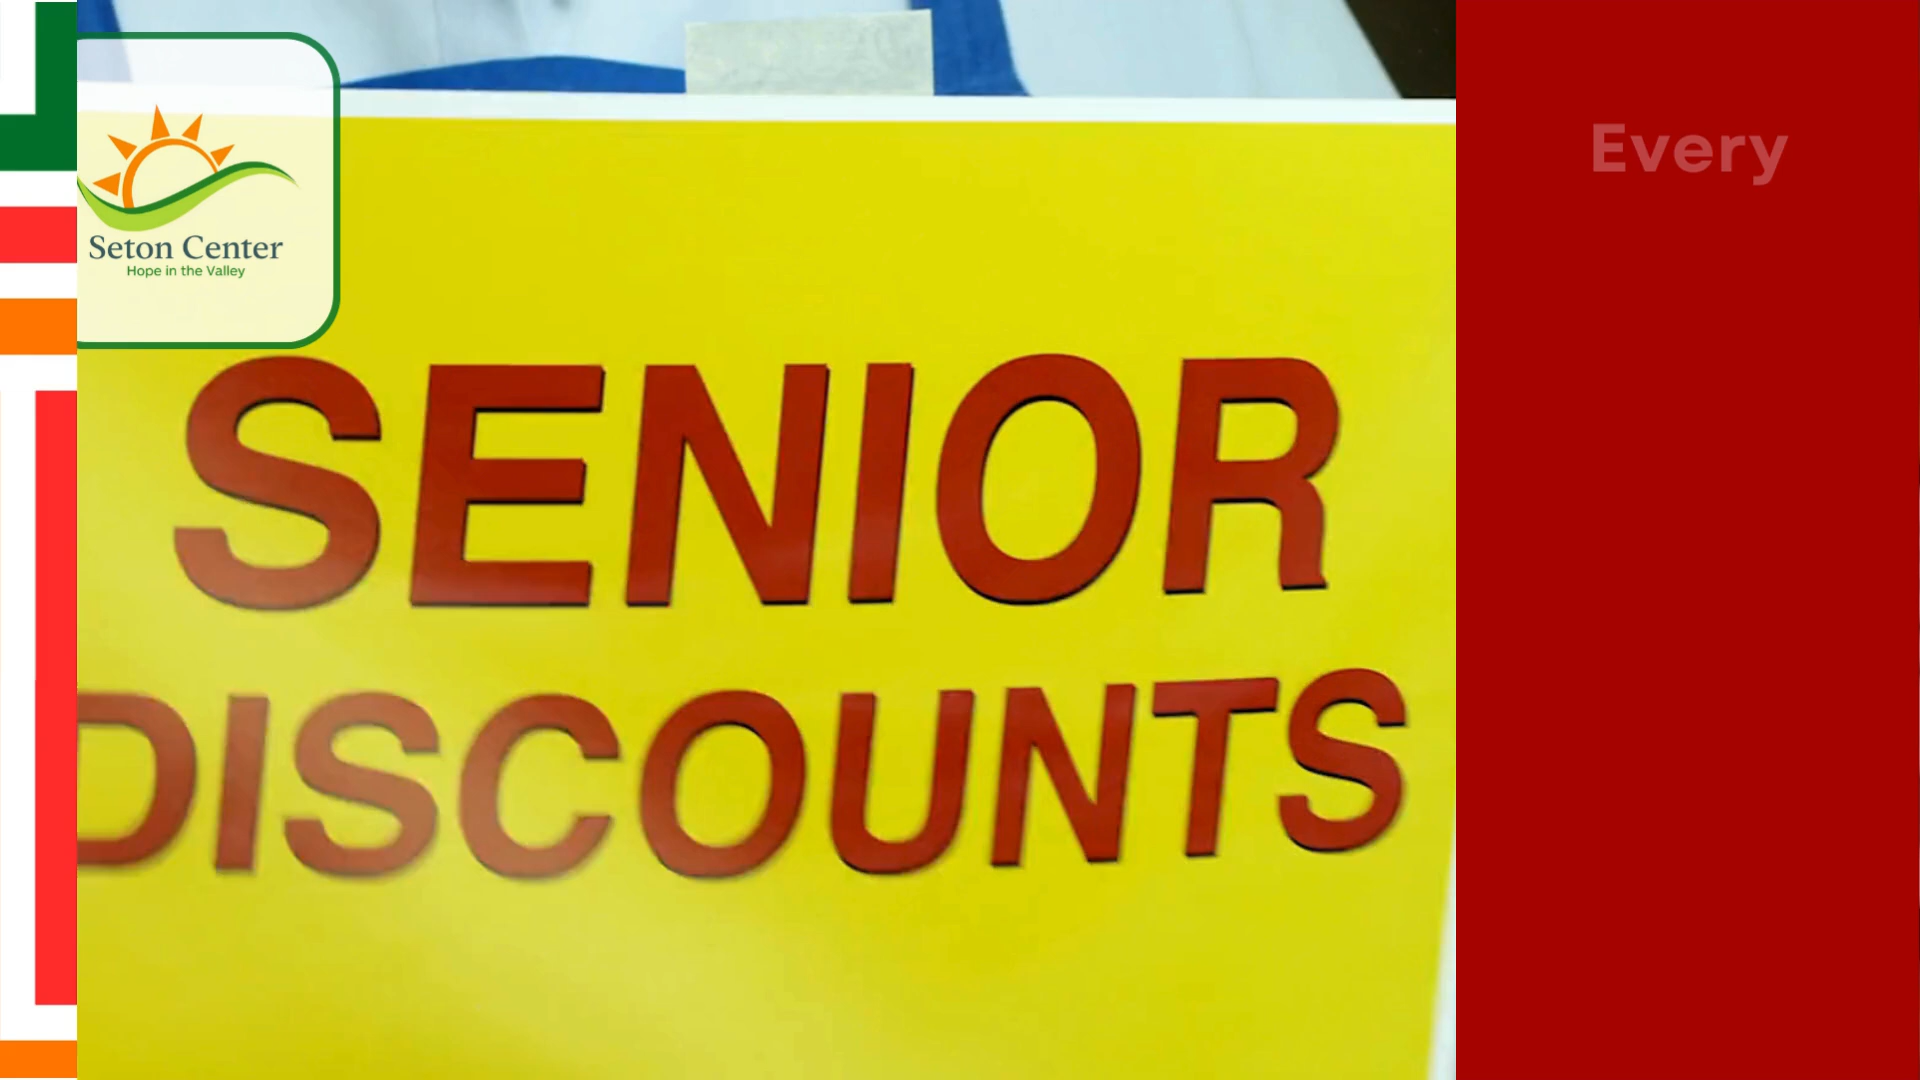 Seton Center
Hope in the Valley
Every
SENIOR
DISCOUNTS